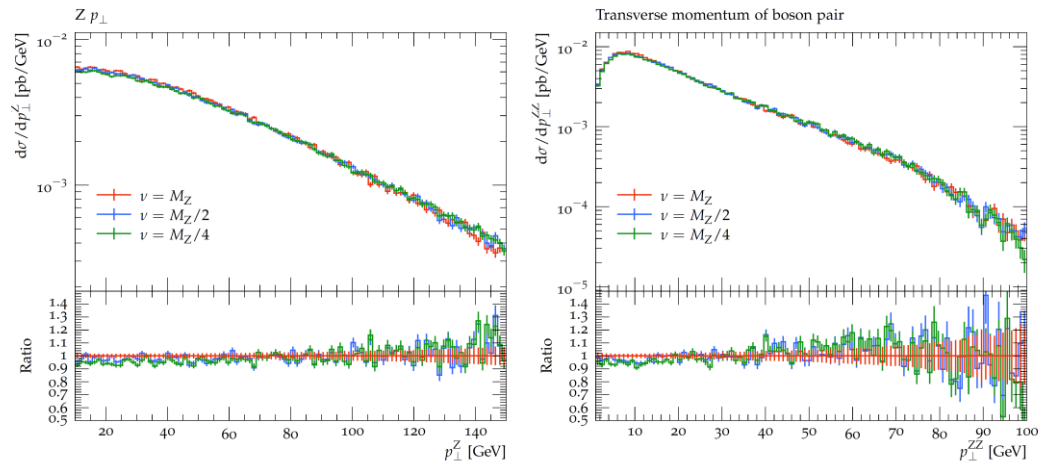 Z p⊥
dσ/dp⊥^Z [pb/GeV]
10^−2
10^−3
ν = M_Z
ν = M_Z/2
ν = M_Z/4
Ratio
1.4
1.3
1.2
1.1
1
0.9
0.8
0.7
0.6
0.5
20 40 60 80 100 120 140
p⊥^Z [GeV]
Transverse momentum of boson pair
dσ/dp⊥^ZZ [pb/GeV]
10^−2
10^−3
10^−4
10^−5
ν = M_Z
ν = M_Z/2
ν = M_Z/4
Ratio
1.4
1.3
1.2
1.1
1
0.9
0.8
0.7
0.6
0.5
10 20 30 40 50 60 70 80 90 100
p⊥^ZZ [GeV]